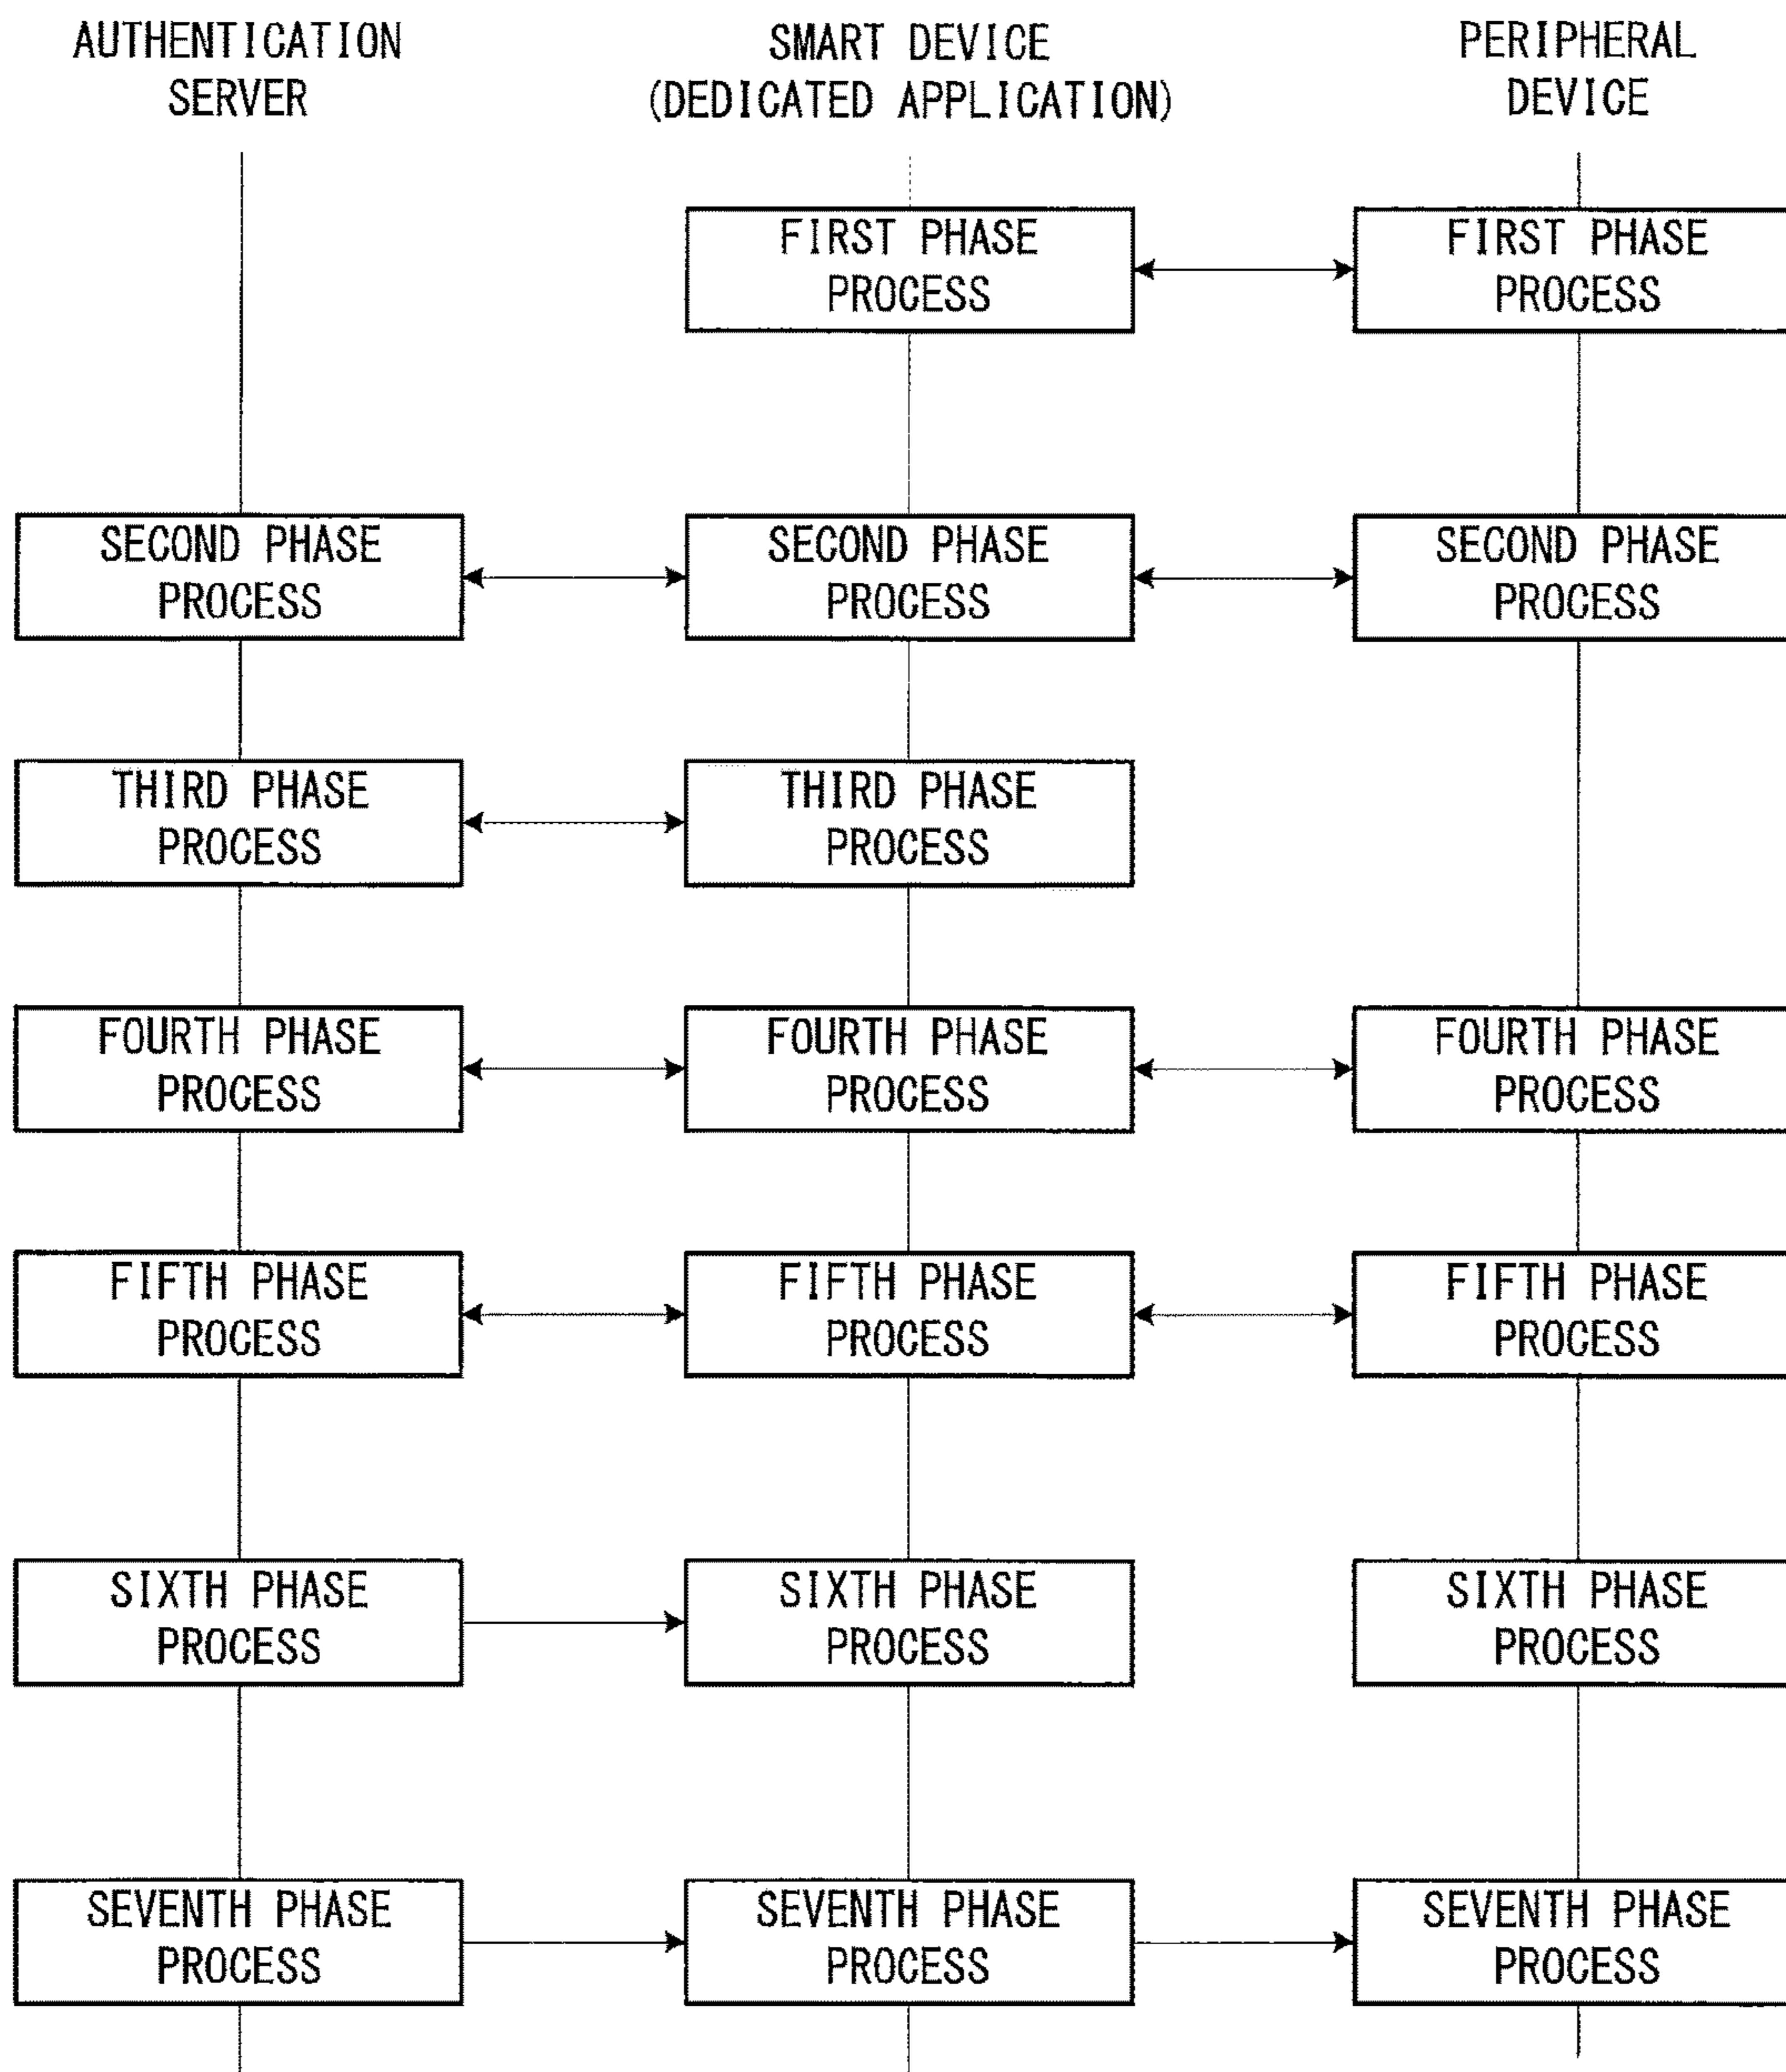 AUTHENTICATION
SERVER
SMART DEVICE
(DEDICATED APPLICATION)
PERIPHERAL
DEVICE
FIRST PHASE
PROCESS
FIRST PHASE
PROCESS
SECOND PHASE
PROCESS
SECOND PHASE
PROCESS
SECOND PHASE
PROCESS
THIRD PHASE
PROCESS
THIRD PHASE
PROCESS
FOURTH PHASE
PROCESS
FOURTH PHASE
PROCESS
FOURTH PHASE
PROCESS
FIFTH PHASE
PROCESS
FIFTH PHASE
PROCESS
FIFTH PHASE
PROCESS
SIXTH PHASE
PROCESS
SIXTH PHASE
PROCESS
SIXTH PHASE
PROCESS
SEVENTH PHASE
PROCESS
SEVENTH PHASE
PROCESS
SEVENTH PHASE
PROCESS